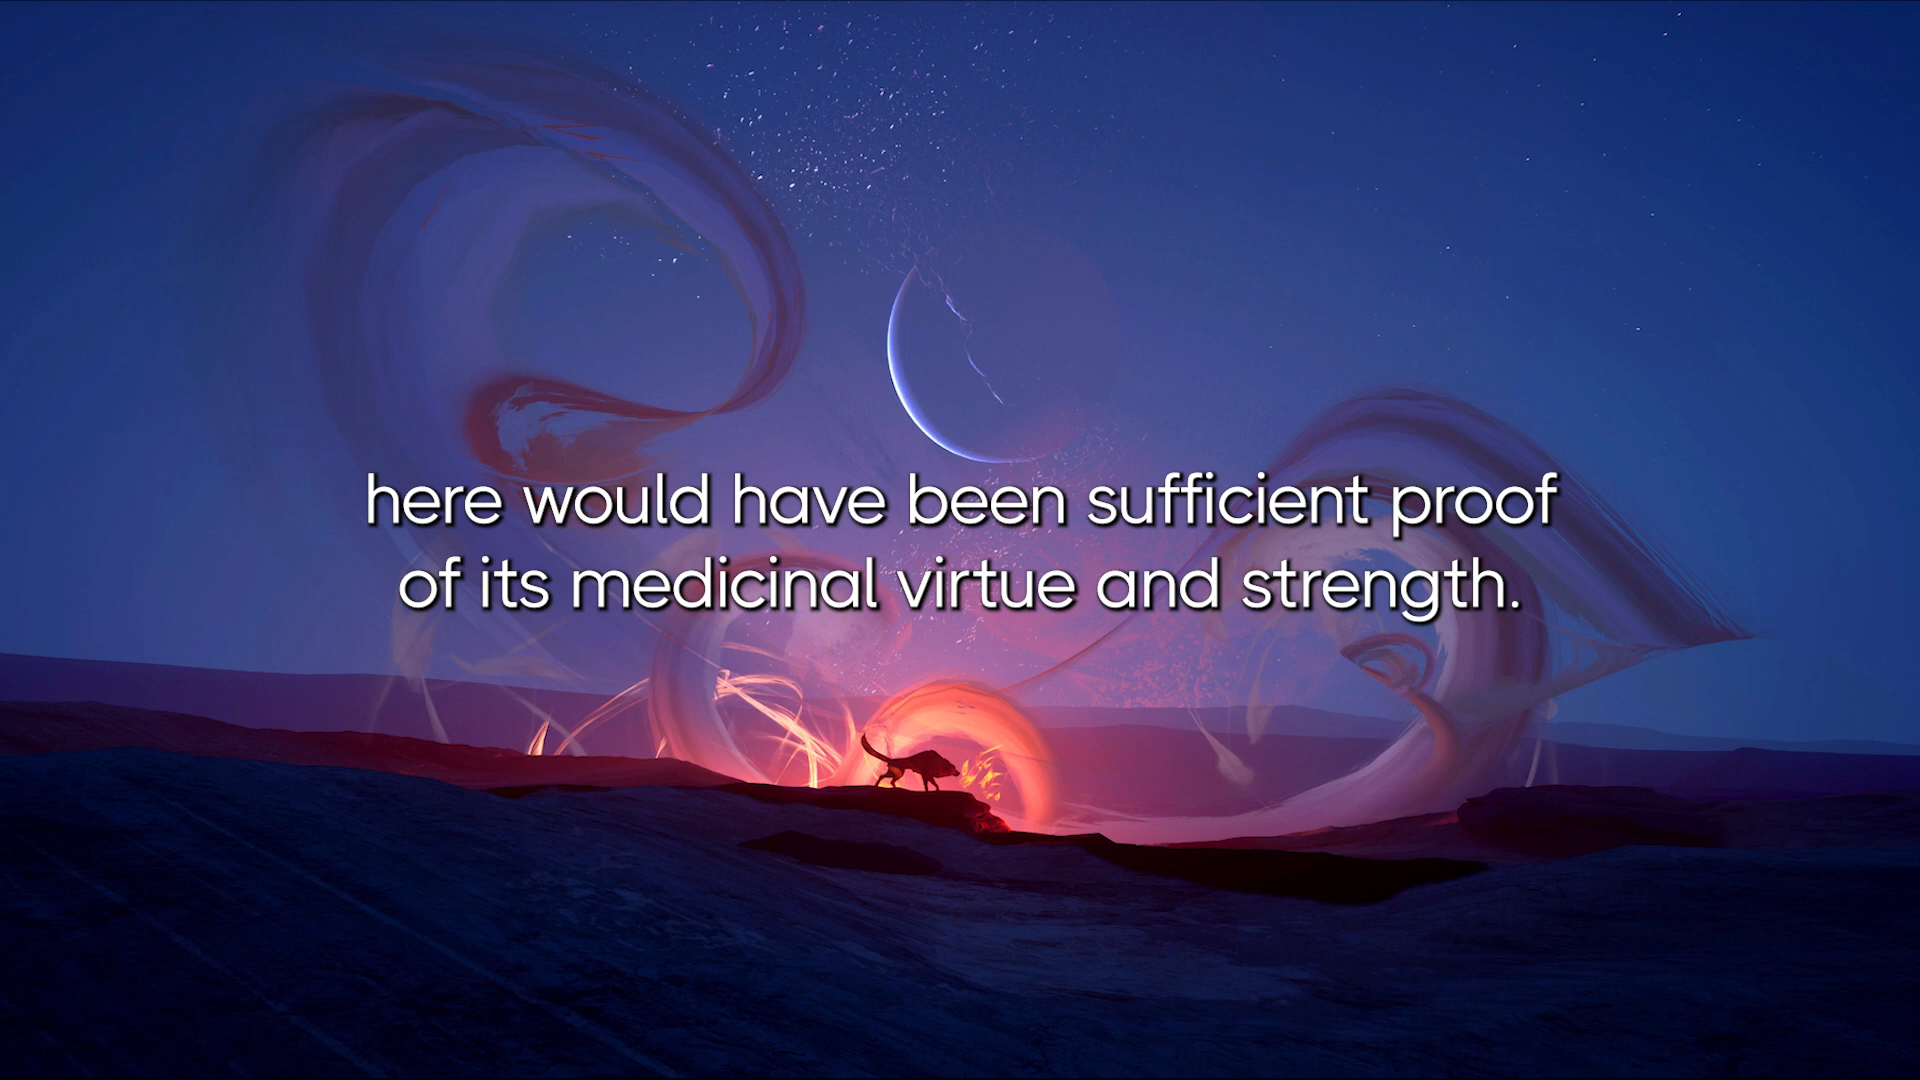 here would have been sufficient proof
of its medicinal virtue and strength.